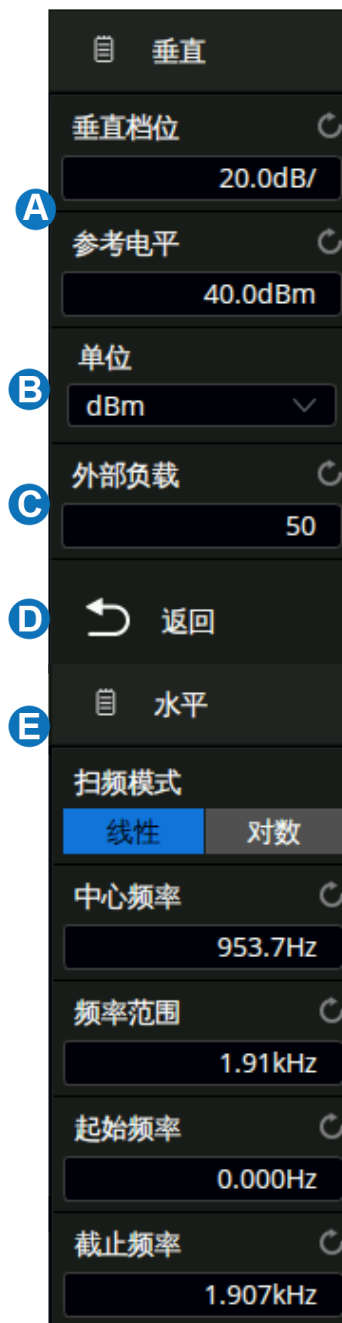 垂直
垂直档位
20.0dB/
A
参考电平
40.0dBm
单位
B
dBm
外部负载
C
50
D
返回
水平
E
扫频模式
线性 对数
中心频率
953.7Hz
频率范围
1.91kHz
起始频率
0.000Hz
截止频率
1.907kHz